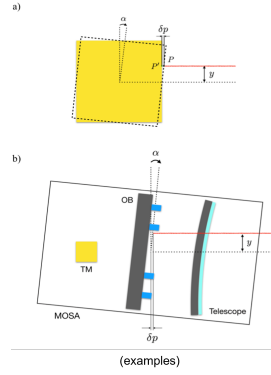 a)
α
δp
P' P
y
b)
α
OB
y
TM
Telescope
MOSA
δp
(examples)